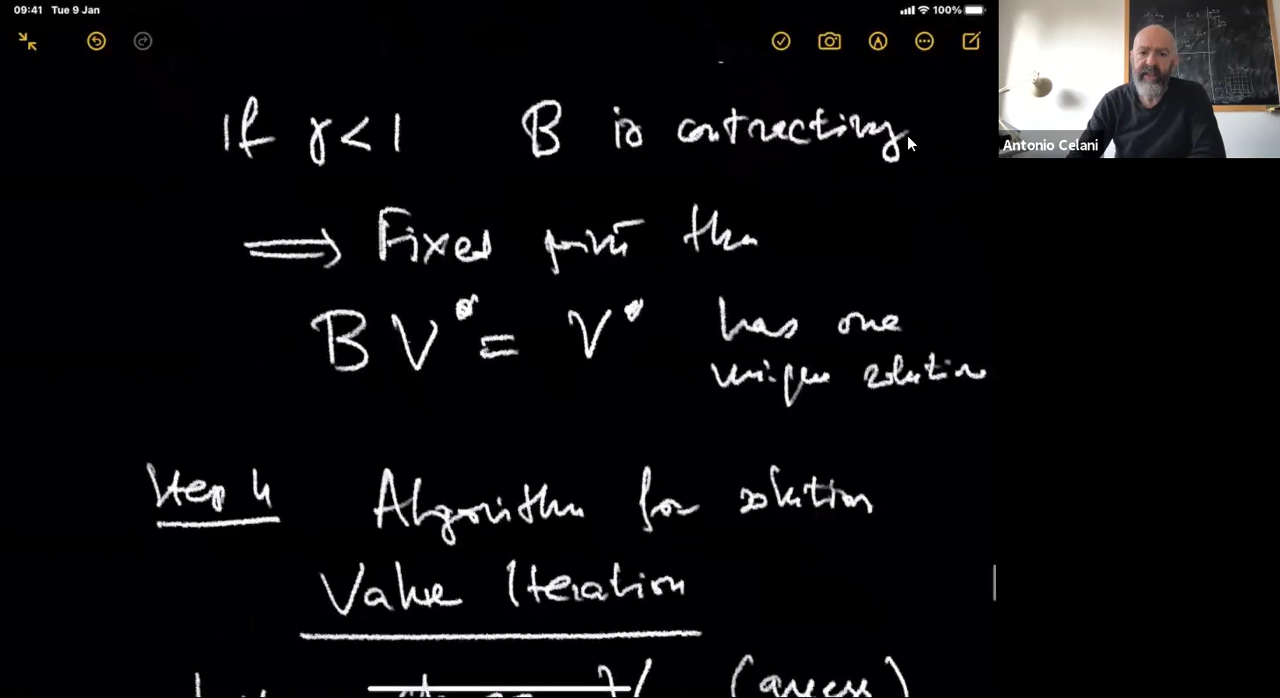 09:41 Tue 9 Jan
100%
If γ < 1 B is contracting
⟹ Fixed point thm
B V* = V* has one
unique solution
Step 4 Algorithm for solution
Value Iteration
(guess)
Antonio Celani